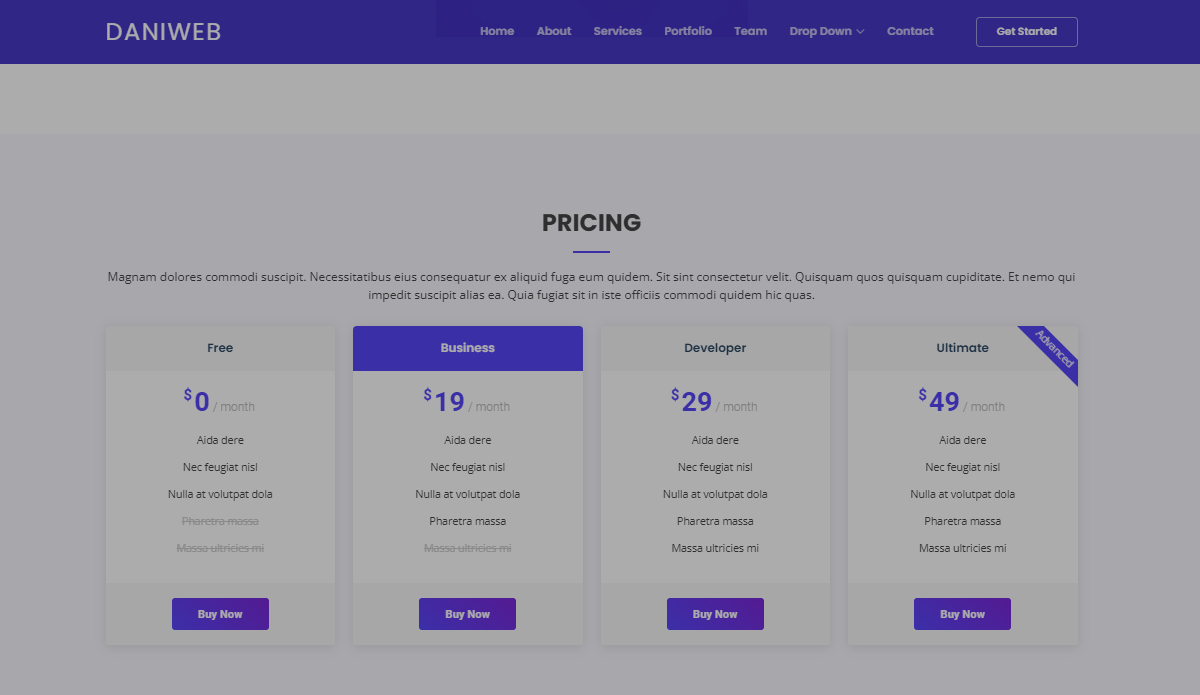 DANIWEB
Home About Services Portfolio Team Drop Down Contact Get Started
PRICING
Magnam dolores commodi suscipit. Necessitatibus eius consequatur ex aliquid fuga eum quidem. Sit sint consectetur velit. Quisquam quos quisquam cupiditate. Et nemo qui
impedit suscipit alias ea. Quia fugiat sit in iste officiis commodi quidem hic quas.
Free
$0 / month
Aida dere
Nec feugiat nisl
Nulla at volutpat dola
Pharetra massa
Massa ultricies mi
Buy Now
Business
$19 / month
Aida dere
Nec feugiat nisl
Nulla at volutpat dola
Pharetra massa
Massa ultricies mi
Buy Now
Developer
$29 / month
Aida dere
Nec feugiat nisl
Nulla at volutpat dola
Pharetra massa
Massa ultricies mi
Buy Now
Ultimate
Advanced
$49 / month
Aida dere
Nec feugiat nisl
Nulla at volutpat dola
Pharetra massa
Massa ultricies mi
Buy Now